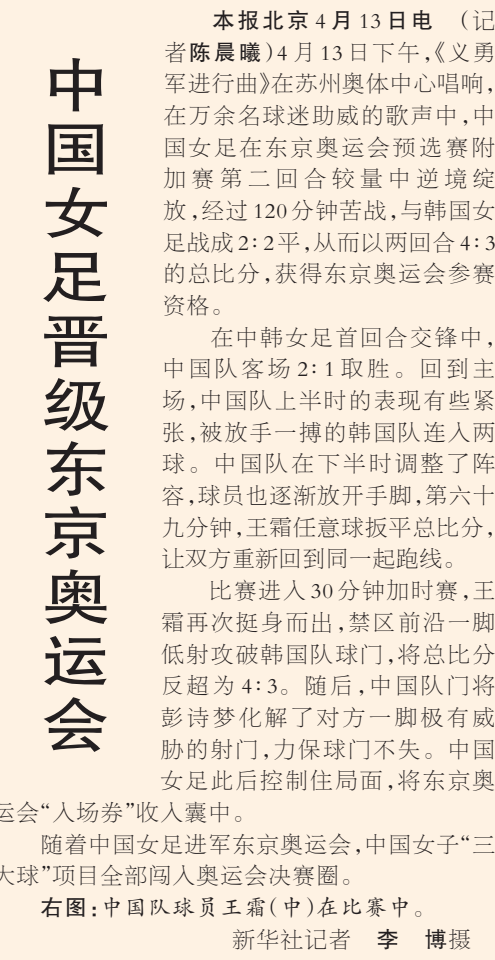 中国女足晋级东京奥运会
本报北京4月13日电 （记
者陈晨曦）4月13日下午，《义勇
军进行曲》在苏州奥体中心唱响，
在万余名球迷助威的歌声中，中
国女足在东京奥运会预选赛附
加赛第二回合较量中逆境绽
放，经过120分钟苦战，与韩国女
足战成2∶2平，从而以两回合4∶3
的总比分，获得东京奥运会参赛
资格。
在中韩女足首回合交锋中，
中国队客场2∶1取胜。回到主
场，中国队上半时的表现有些紧
张，被放手一搏的韩国队连入两
球。中国队在下半时调整了阵
容，球员也逐渐放开手脚，第六十
九分钟，王霜任意球扳平总比分，
让双方重新回到同一起跑线。
比赛进入30分钟加时赛，王
霜再次挺身而出，禁区前沿一脚
低射攻破韩国队球门，将总比分
反超为4∶3。随后，中国队门将
彭诗梦化解了对方一脚极有威
胁的射门，力保球门不失。中国
女足此后控制住局面，将东京奥
运会“入场券”收入囊中。
随着中国女足进军东京奥运会，中国女子“三
大球”项目全部闯入奥运会决赛圈。
右图：中国队球员王霜（中）在比赛中。
新华社记者 李 博摄